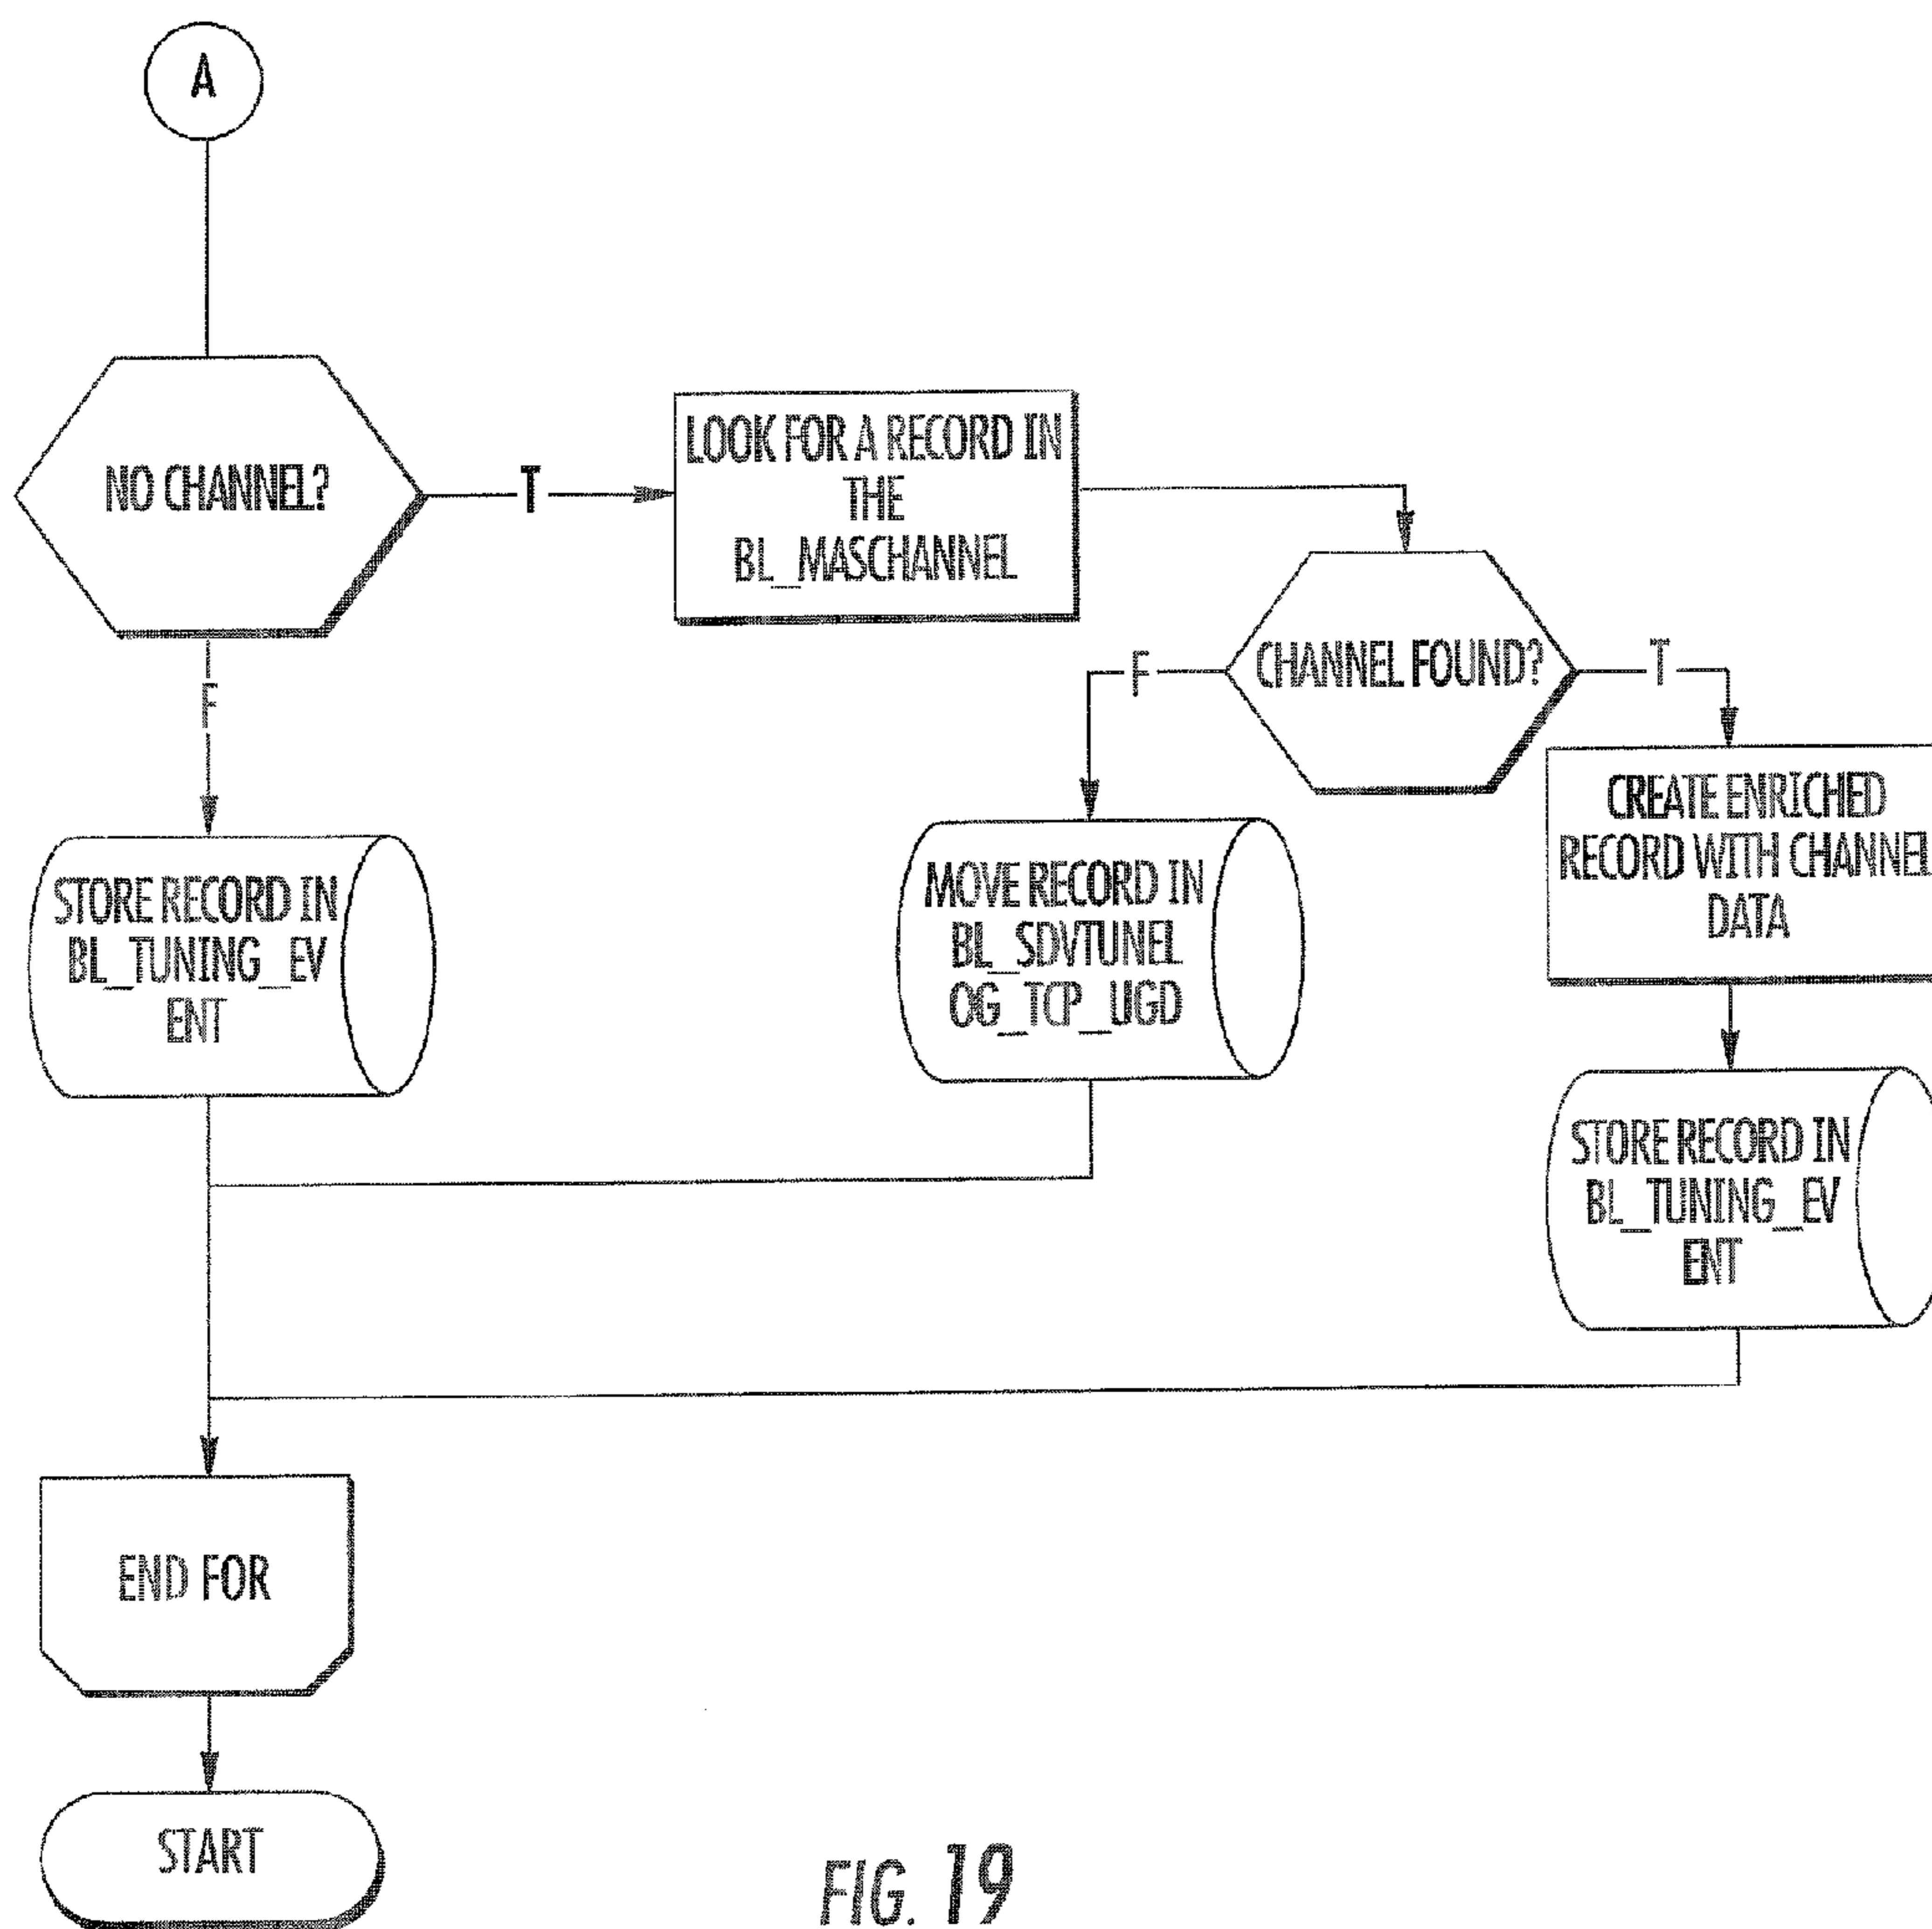 A
NO CHANNEL?
T
LOOK FOR A RECORD IN
THE
BL_MASCHANNEL
F
CHANNEL FOUND?
T
F
CREATE ENRICHED
RECORD WITH CHANNEL
DATA
STORE RECORD IN
BL_TUNING_EV
ENT
MOVE RECORD IN
BL_SDVTUNEL
OG_TCP_UGD
STORE RECORD IN
BL_TUNING_EV
ENT
END FOR
START
FIG. 19